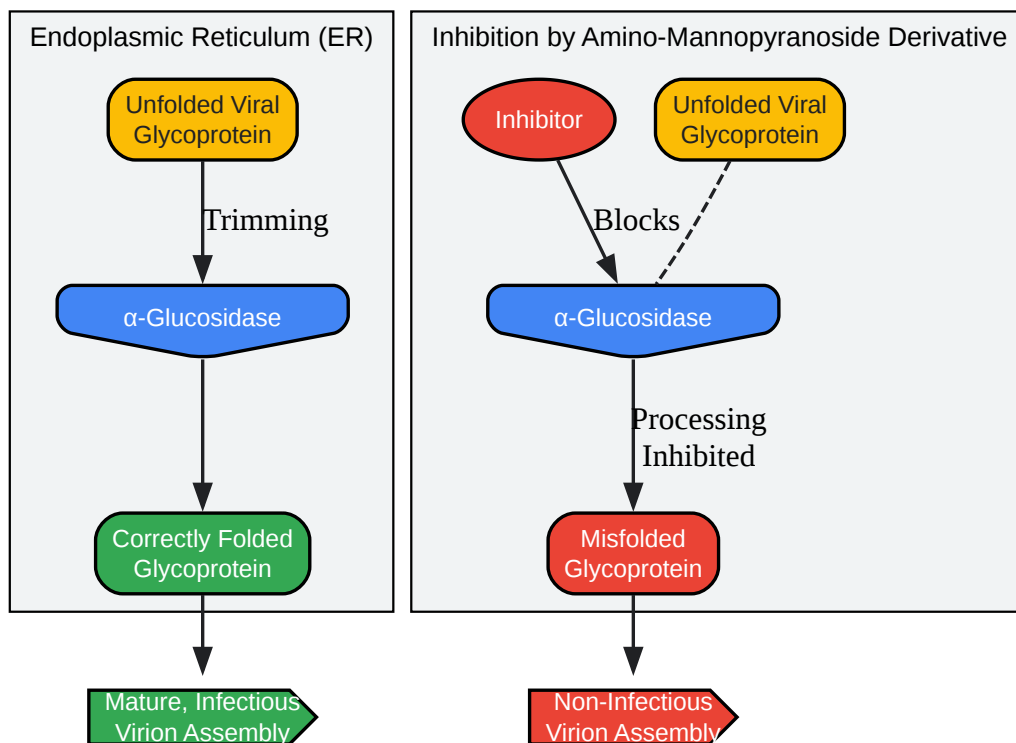 Endoplasmic Reticulum (ER)
Unfolded Viral
Glycoprotein
Trimming
α-Glucosidase
Correctly Folded
Glycoprotein
Mature, Infectious
Virion Assembly
Inhibition by Amino-Mannopyranoside Derivative
Inhibitor
Unfolded Viral
Glycoprotein
Blocks
α-Glucosidase
Processing
Inhibited
Misfolded
Glycoprotein
Non-Infectious
Virion Assembly